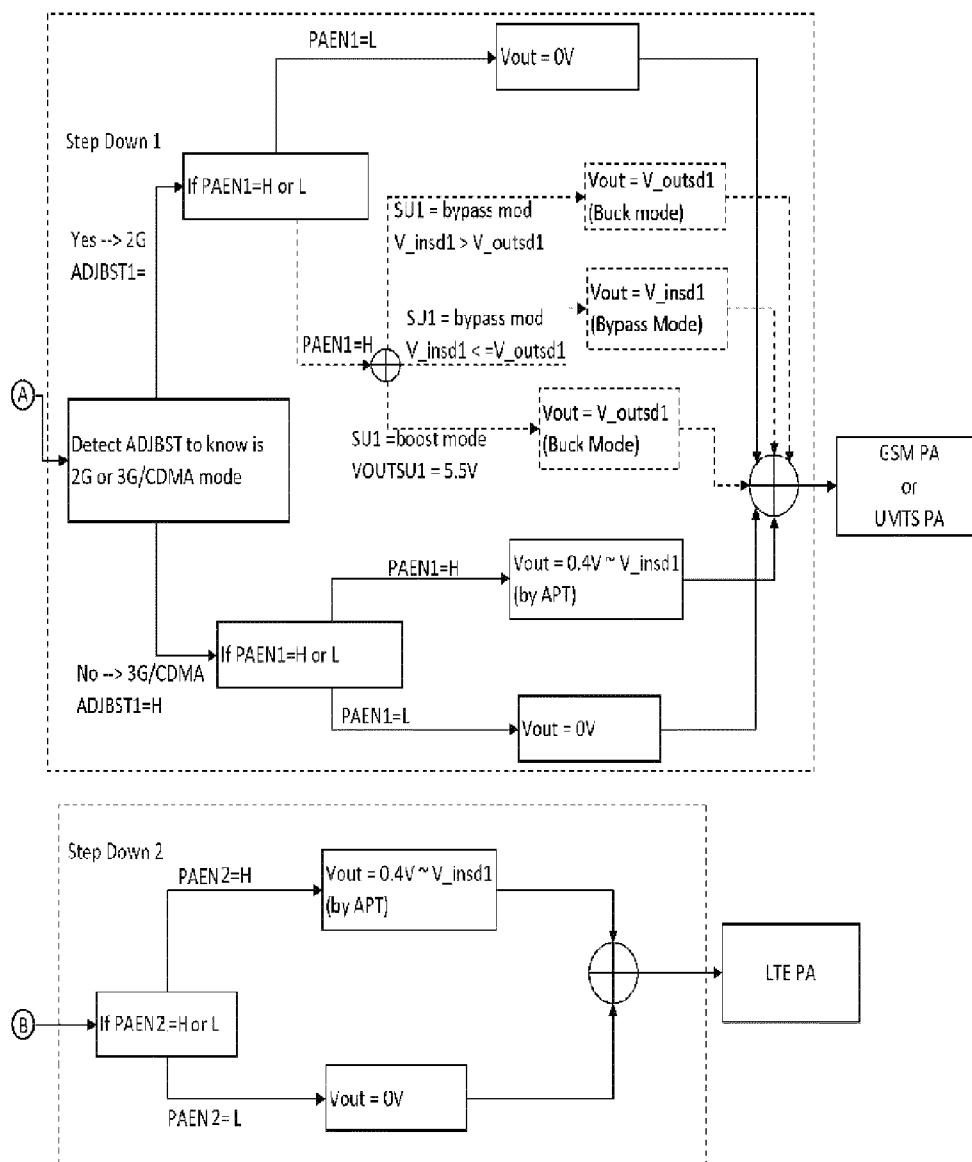 PAEN1=L
Vout = 0V
Step Down 1
If PAEN1=H or L
Vout = V_outsd1
(Buck mode)
SU1 = bypass mod
V_insd1 > V_outsd1
Yes --> 2G
ADJBST1=
Vout = V_insd1
(Bypass Mode)
SU1 = bypass mod
V_insd1 < =V_outsd1
PAEN1=H
A
Detect ADJBST to know is
2G or 3G/CDMA mode
Vout = V_outsd1
(Buck Mode)
SU1 =boost mode
VOUTSU1 = 5.5V
GSM PA
or
UMTS PA
PAEN1=H
Vout = 0.4V ~ V_insd1
(by APT)
If PAEN1=H or L
No --> 3G/CDMA
ADJBST1=H
PAEN1=L
Vout = 0V
Step Down 2
PAEN2=H
Vout = 0.4V ~ V_insd1
(by APT)
LTE PA
B
If PAEN2=H or L
Vout = 0V
PAEN2= L